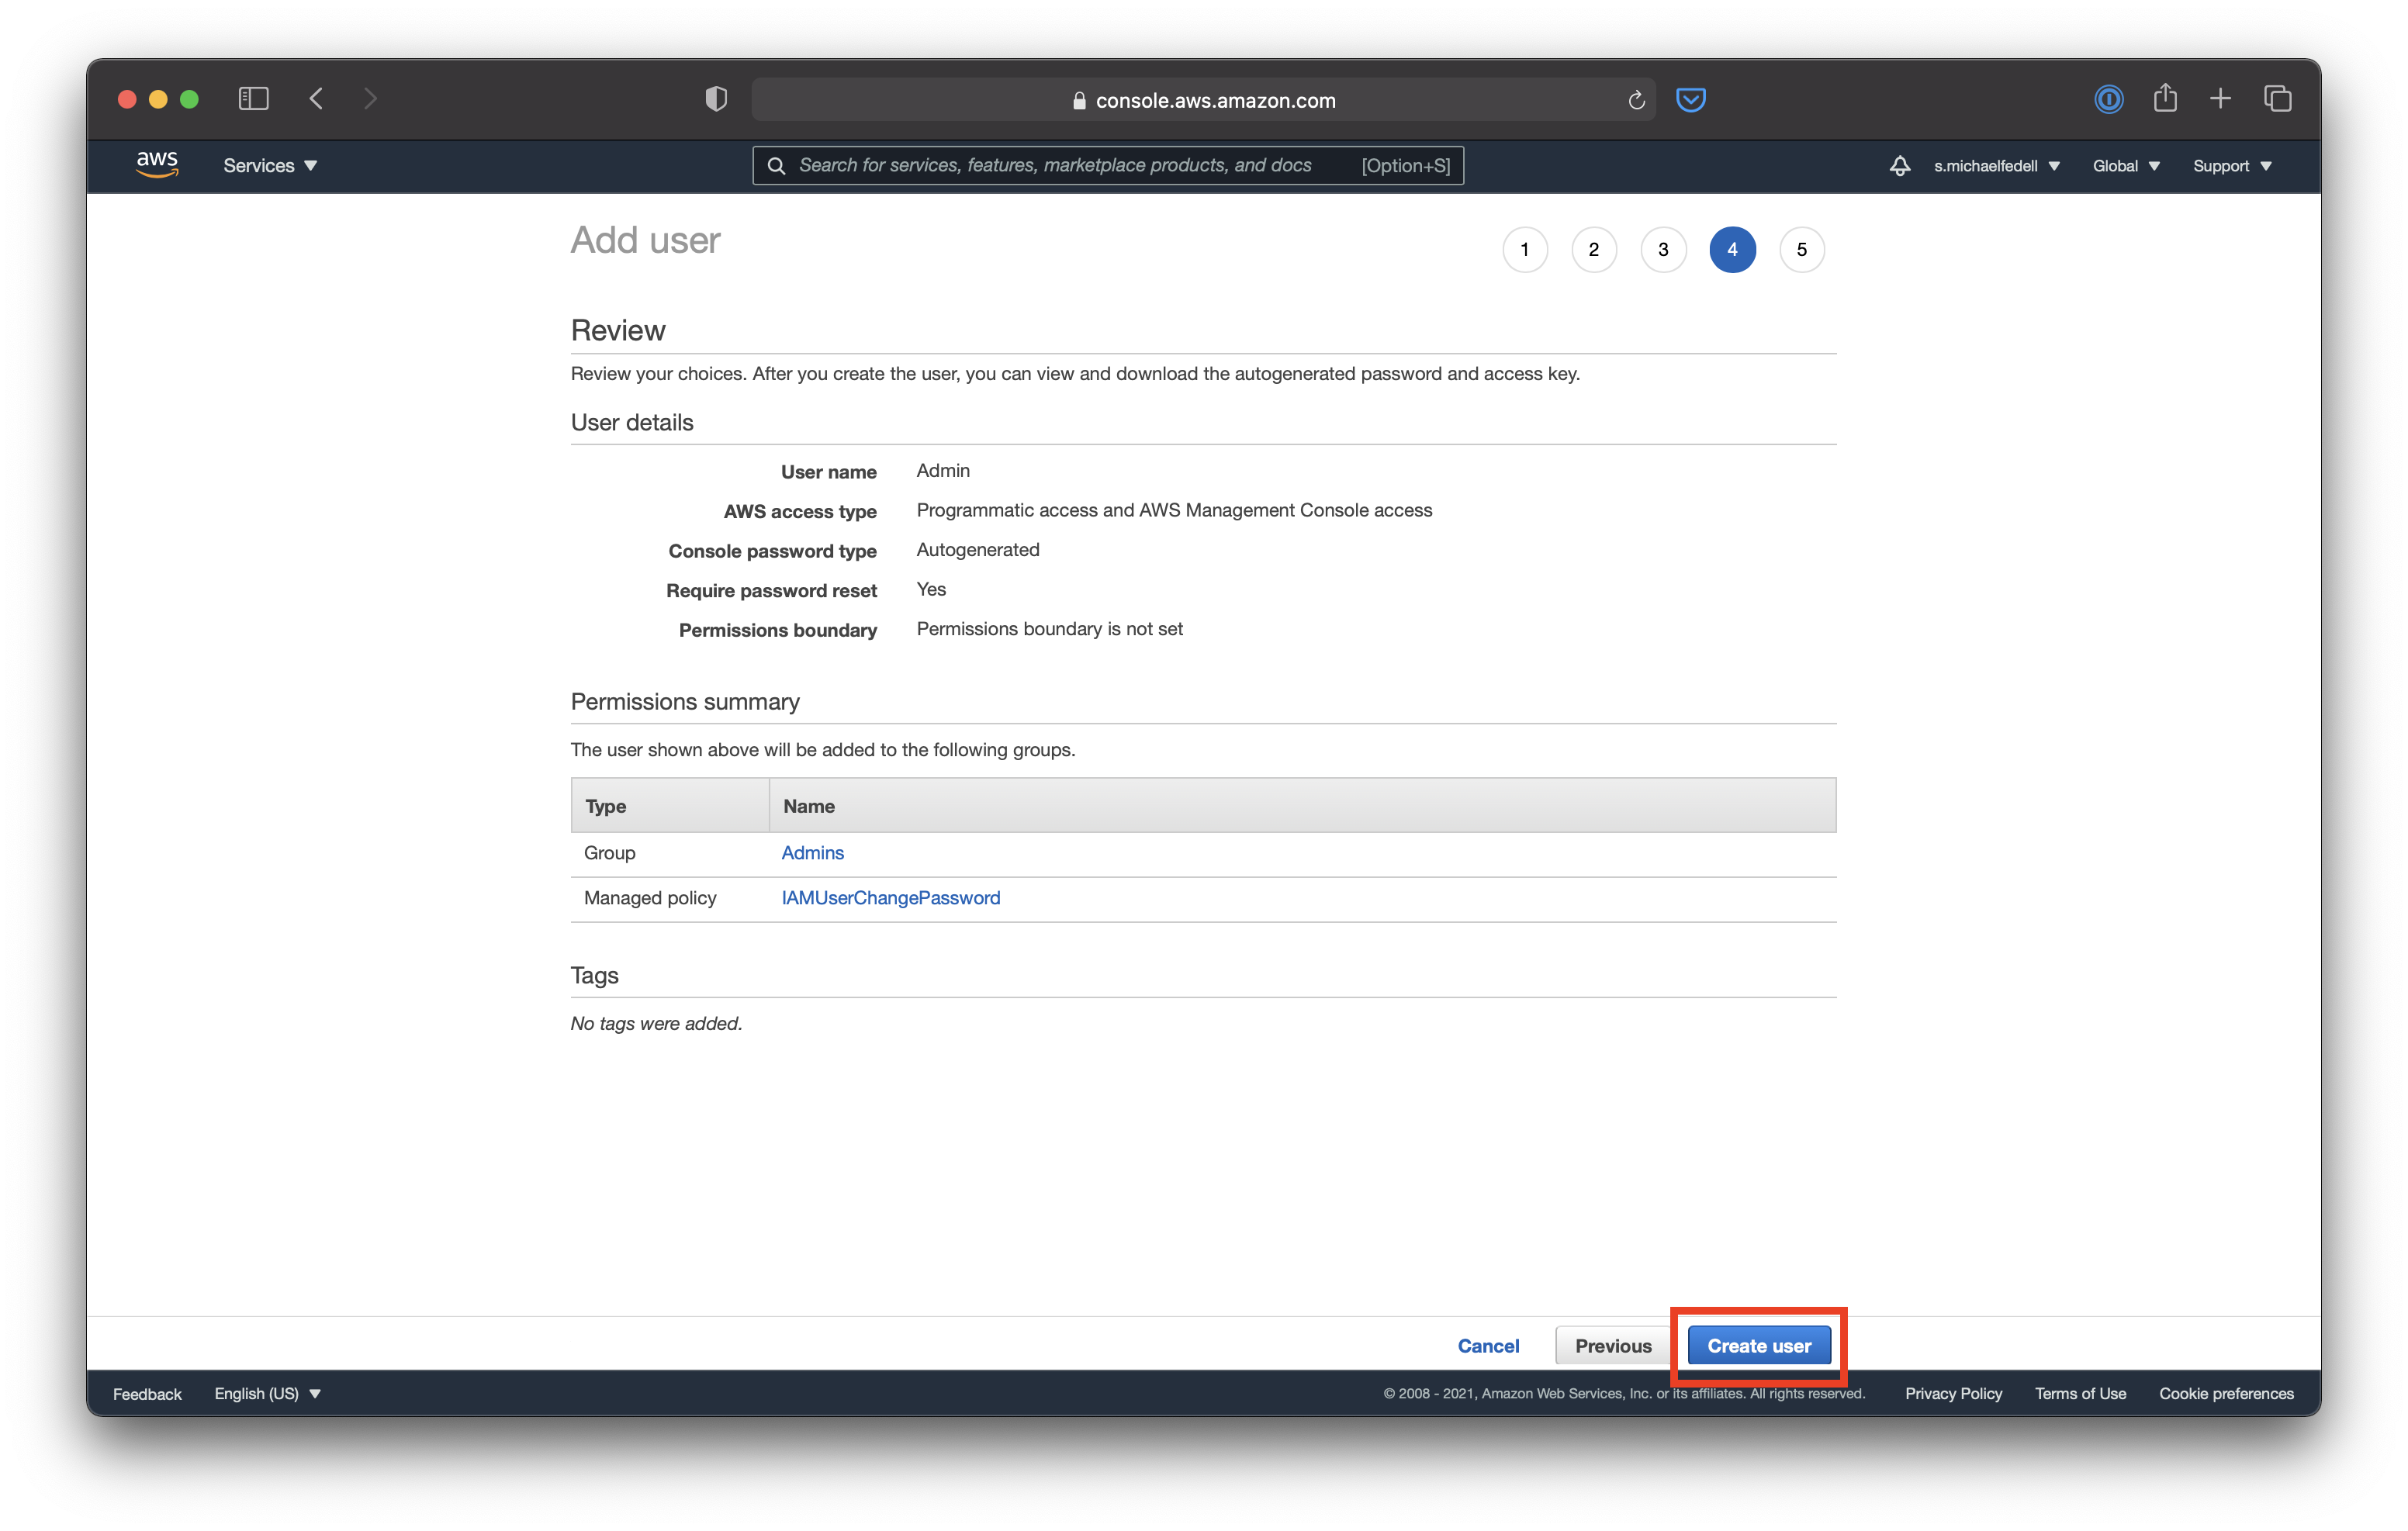 console.aws.amazon.com
aws Services Search for services, features, marketplace products, and docs [Option+S] s.michaelfedell Global Support
Add user 1 2 3 4 5
Review
Review your choices. After you create the user, you can view and download the autogenerated password and access key.
User details
User name Admin
AWS access type Programmatic access and AWS Management Console access
Console password type Autogenerated
Require password reset Yes
Permissions boundary Permissions boundary is not set
Permissions summary
The user shown above will be added to the following groups.
Type Name
Group Admins
Managed policy IAMUserChangePassword
Tags
No tags were added.
Cancel Previous Create user
Feedback English (US) © 2008 - 2021, Amazon Web Services, Inc. or its affiliates. All rights reserved. Privacy Policy Terms of Use Cookie preferences